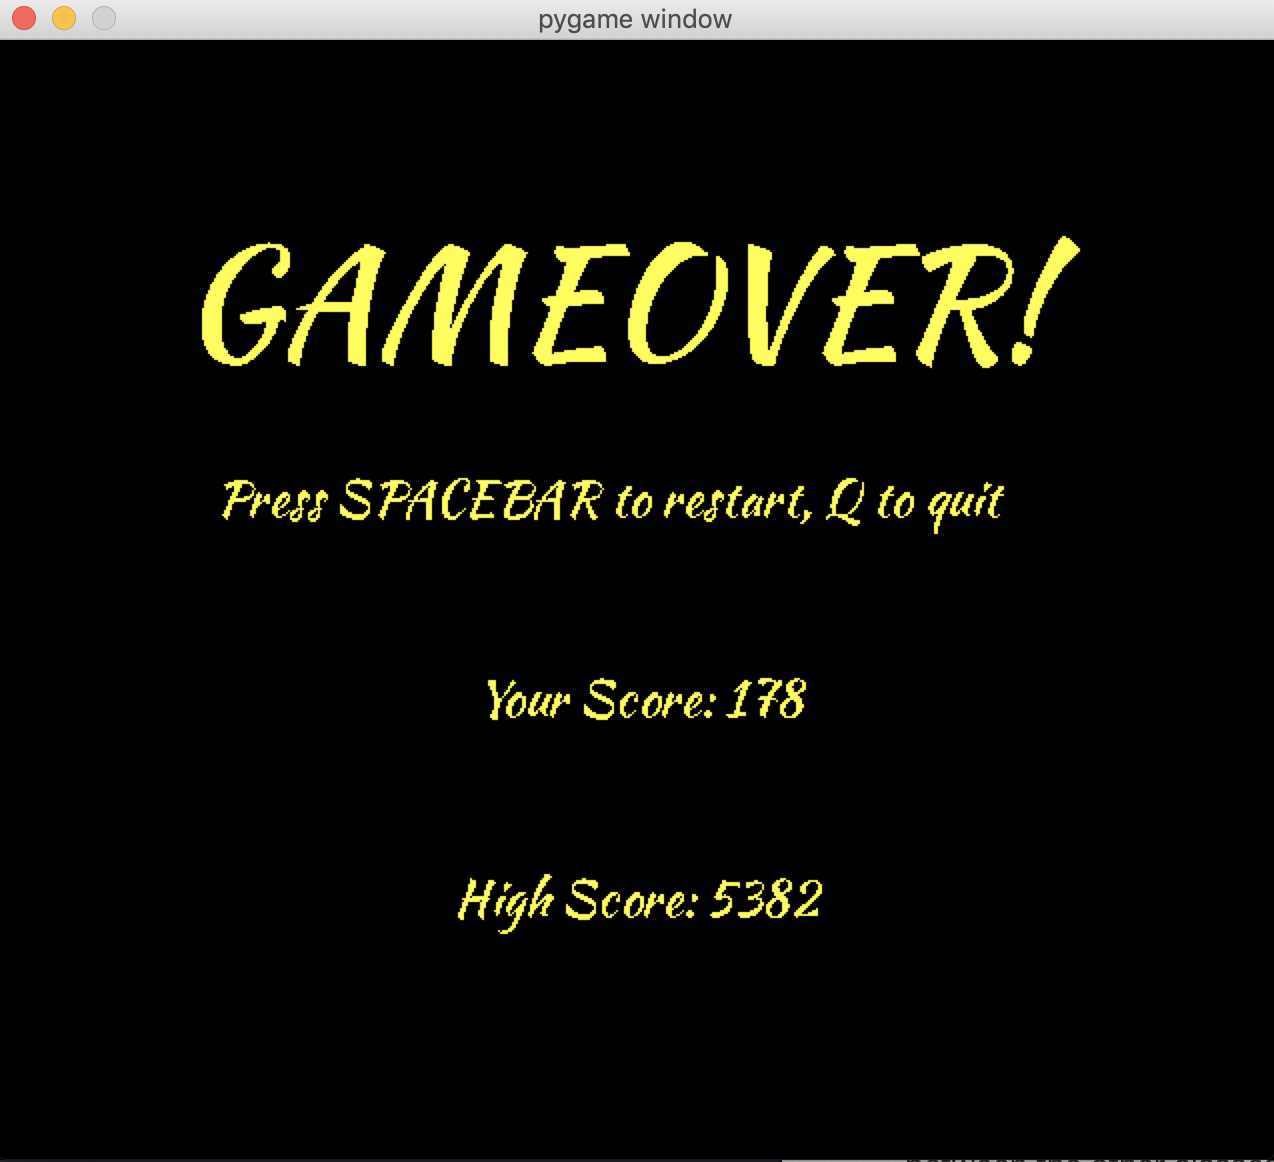 pygame window
GAMEOVER!
Press SPACEBAR to restart, Q to quit
Your Score: 178
High Score: 5382